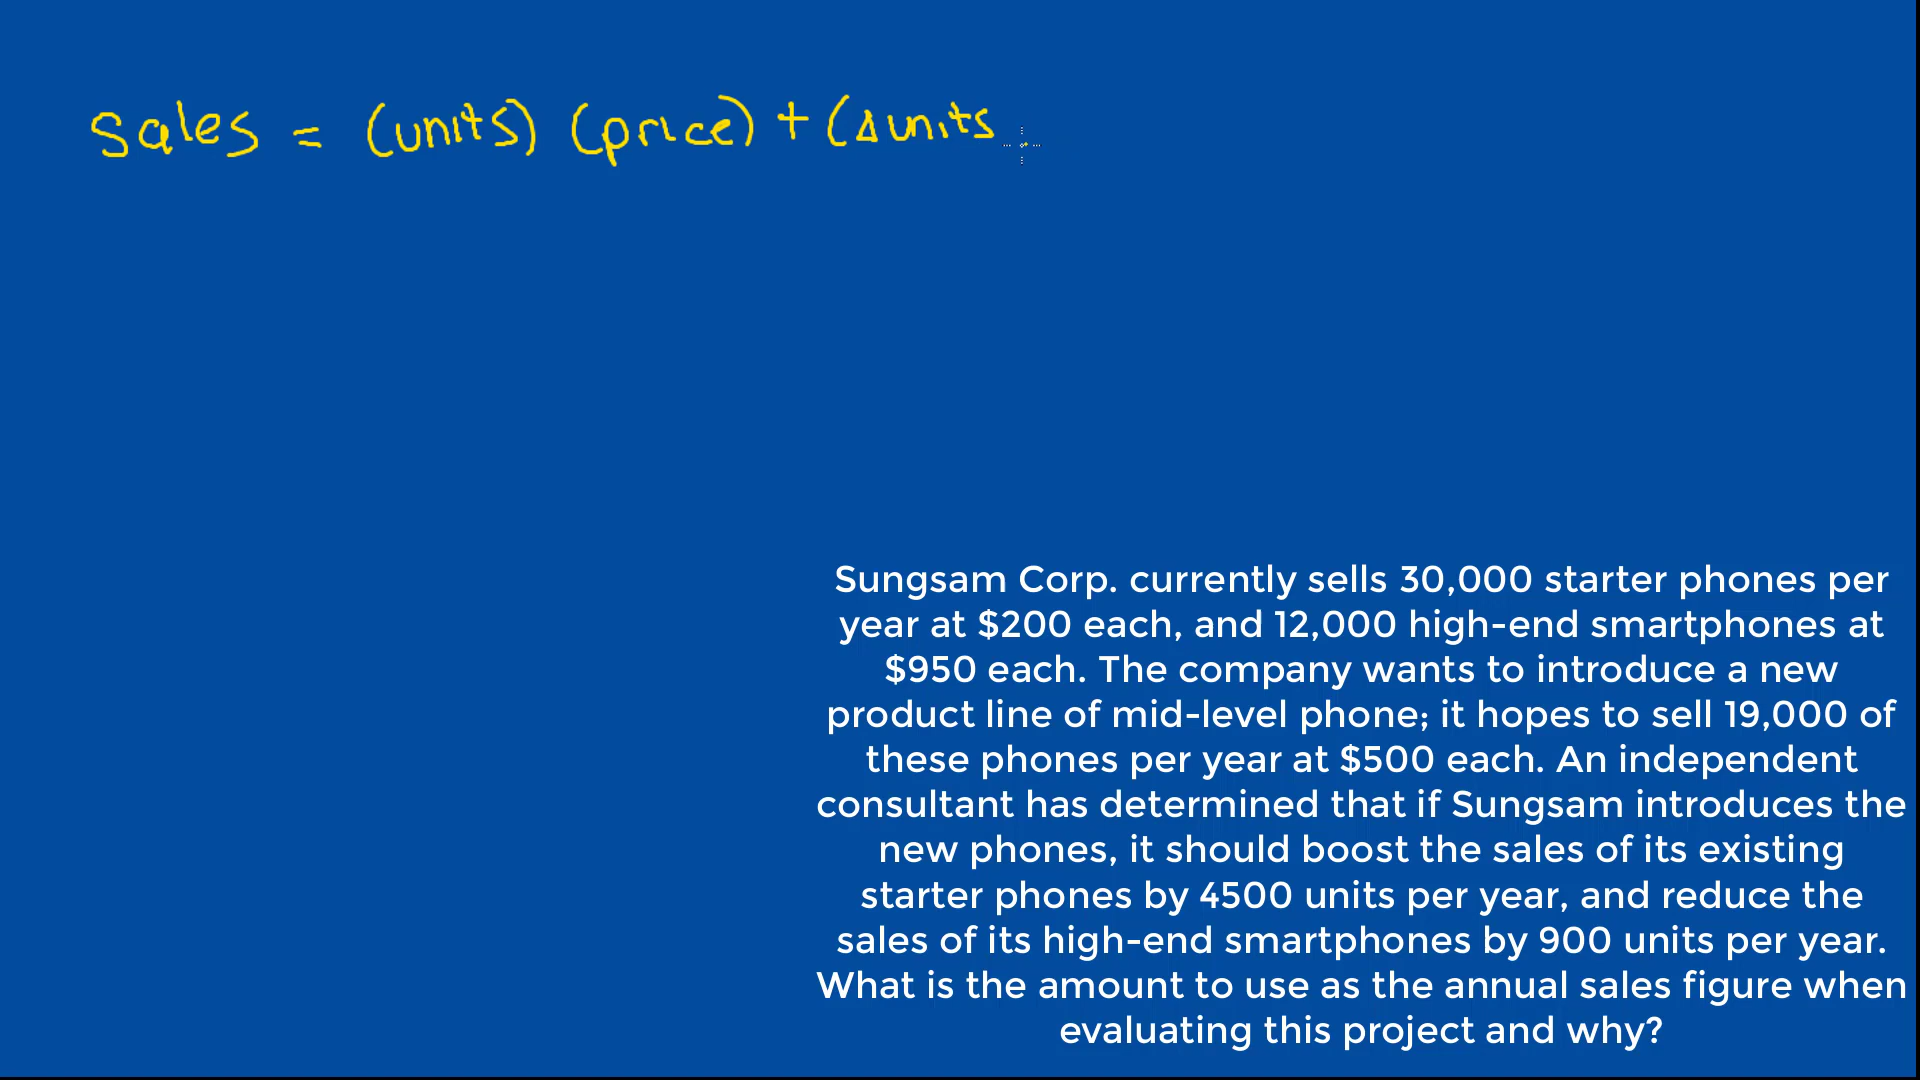 Sales = (units) (price) + (Δunits
Sungsam Corp. currently sells 30,000 starter phones per
year at $200 each, and 12,000 high-end smartphones at
$950 each. The company wants to introduce a new
product line of mid-level phone; it hopes to sell 19,000 of
these phones per year at $500 each. An independent
consultant has determined that if Sungsam introduces the
new phones, it should boost the sales of its existing
starter phones by 4500 units per year, and reduce the
sales of its high-end smartphones by 900 units per year.
What is the amount to use as the annual sales figure when
evaluating this project and why?